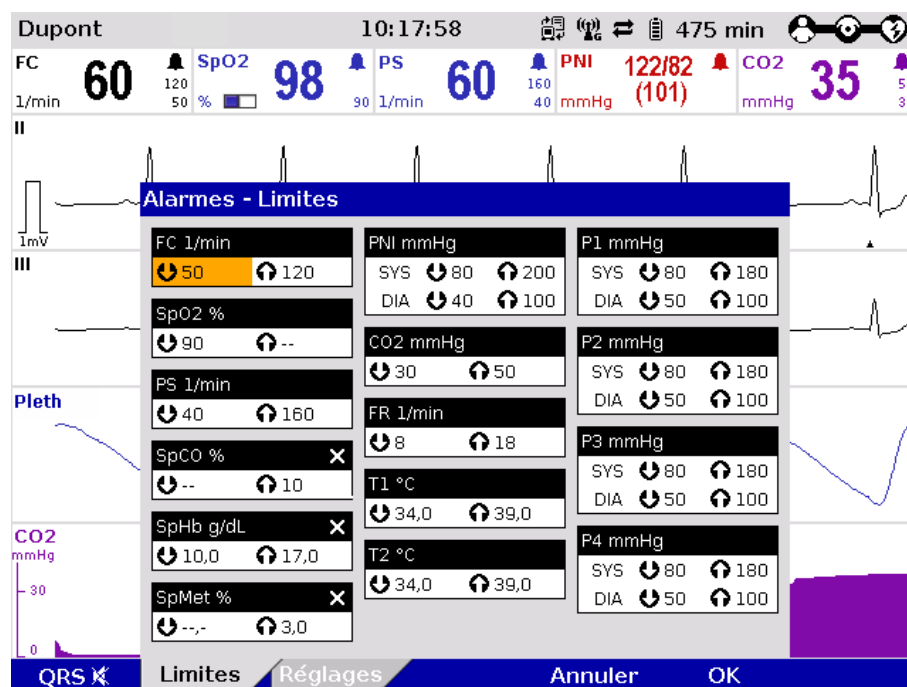 Dupont 10:17:58 475 min
FC 1/min 60 120 50
SpO2 % 98 90
PS 1/min 60 160 40
PNI mmHg 122/82 (101)
CO2 mmHg 35 5 3
II
1mV
III
Pleth
CO2
mmHg
30
0
Alarmes - Limites
FC 1/min
50 120
SpO2 %
90 --
PS 1/min
40 160
SpCO %
-- 10
SpHb g/dL
10,0 17,0
SpMet %
--,- 3,0
PNI mmHg
SYS 80 200
DIA 40 100
CO2 mmHg
30 50
FR 1/min
8 18
T1 °C
34,0 39,0
T2 °C
34,0 39,0
P1 mmHg
SYS 80 180
DIA 50 100
P2 mmHg
SYS 80 180
DIA 50 100
P3 mmHg
SYS 80 180
DIA 50 100
P4 mmHg
SYS 80 180
DIA 50 100
QRS Limites Réglages Annuler OK